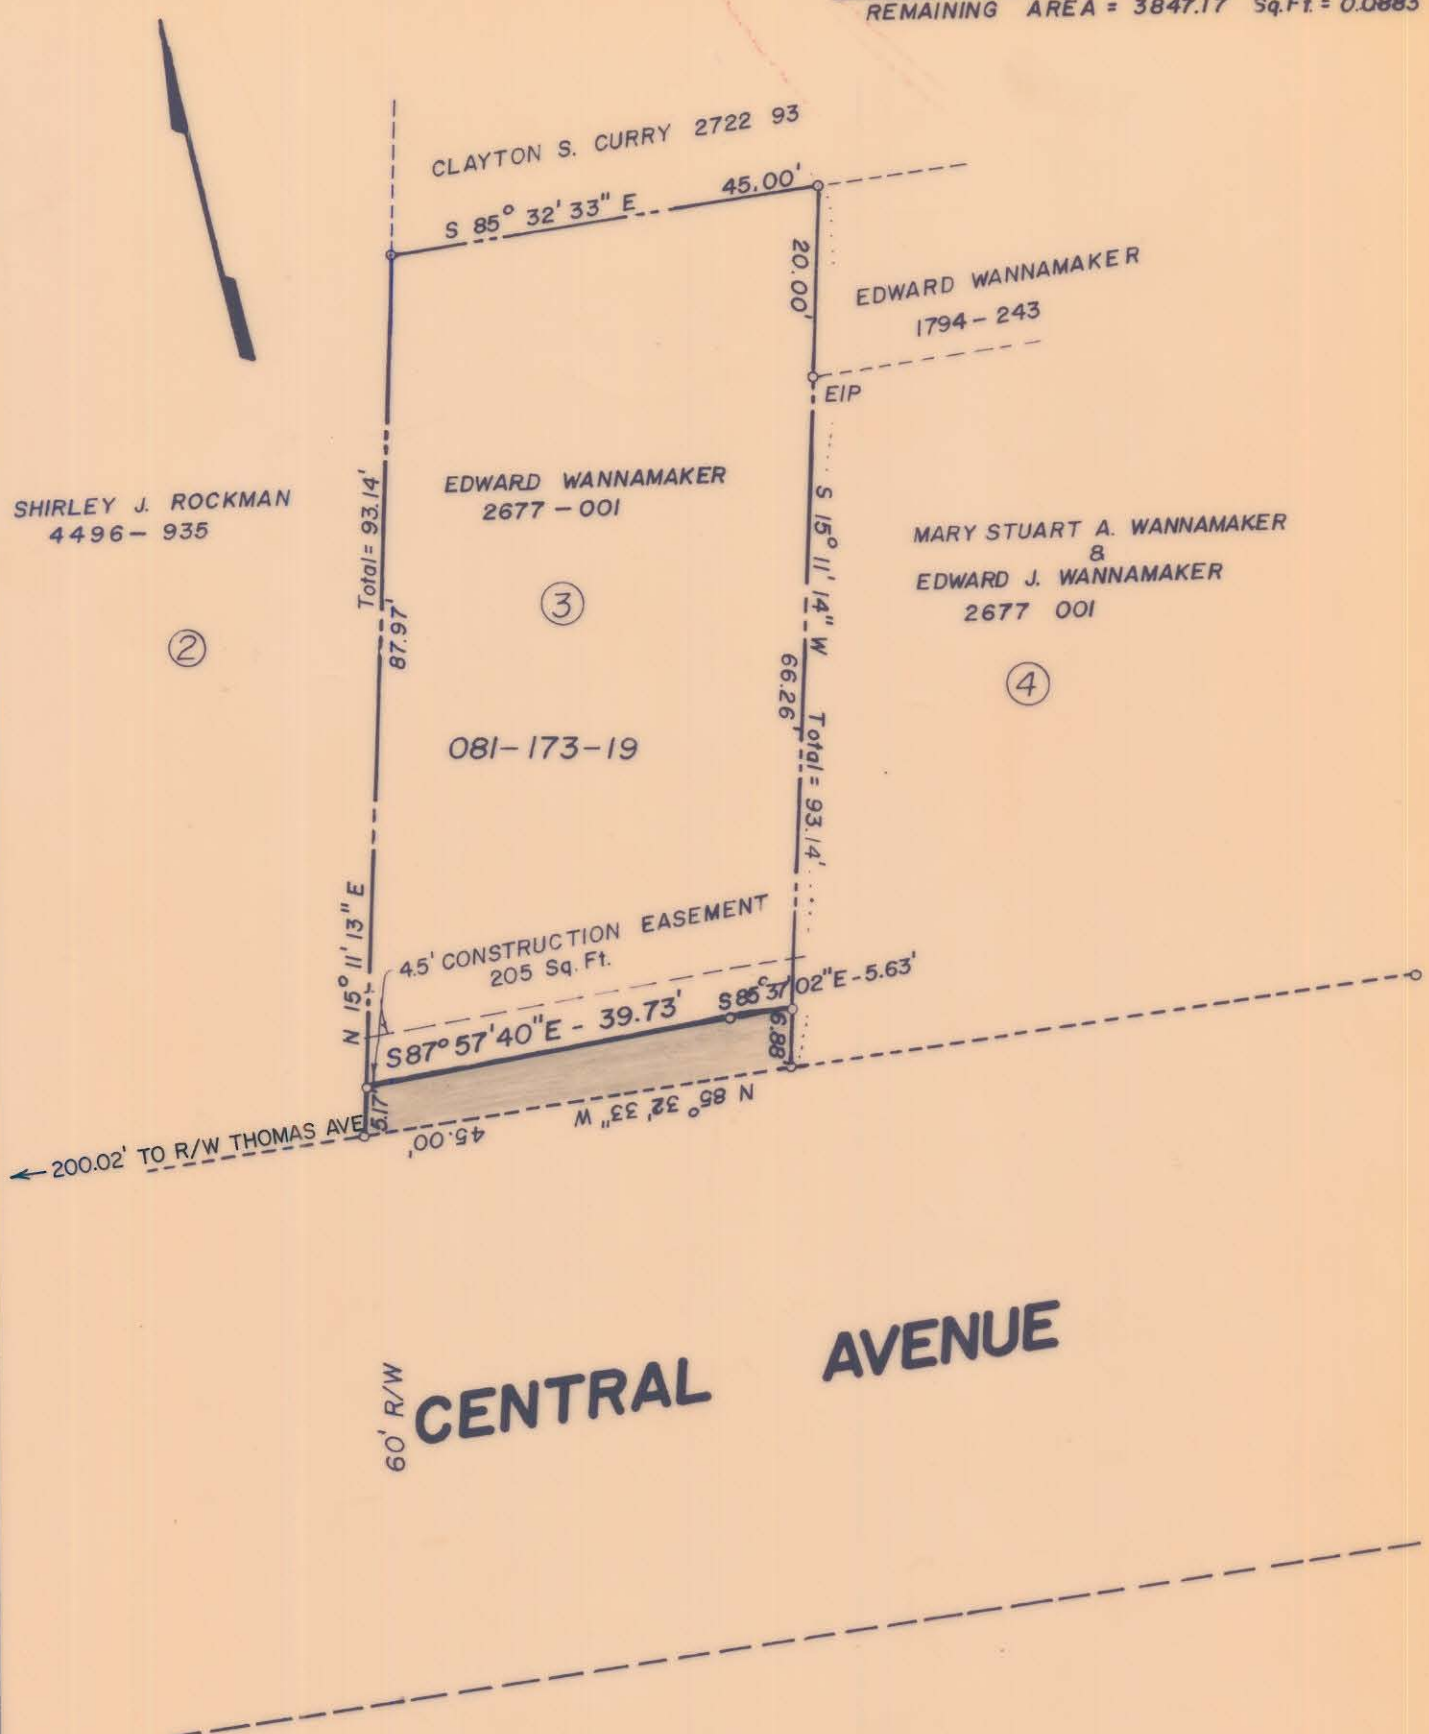 REMAINING AREA = 3847.17 Sq.Ft. = 0.0883
CLAYTON S. CURRY 2722 93
S 85° 32' 33" E
45.00'
20.00'
EDWARD WANNAMAKER
1794-243
EIP
Total = 93.14'
87.97'
EDWARD WANNAMAKER
2677-001
SHIRLEY J. ROCKMAN
4496-935
S 15° 11' 14" W
MARY STUART A. WANNAMAKER
&
EDWARD J. WANNAMAKER
2677 001
3
2
4
66.26'
Total = 93.14'
081-173-19
N 15° 11' 13" E
4.5' CONSTRUCTION EASEMENT
205 Sq. Ft.
S 87° 57' 40" E - 39.73'
S 85° 37' 02" E - 5.63'
6.88'
5.17'
N 85° 32' 33" W
45.00'
200.02' TO R/W THOMAS AVE
60' R/W
CENTRAL AVENUE